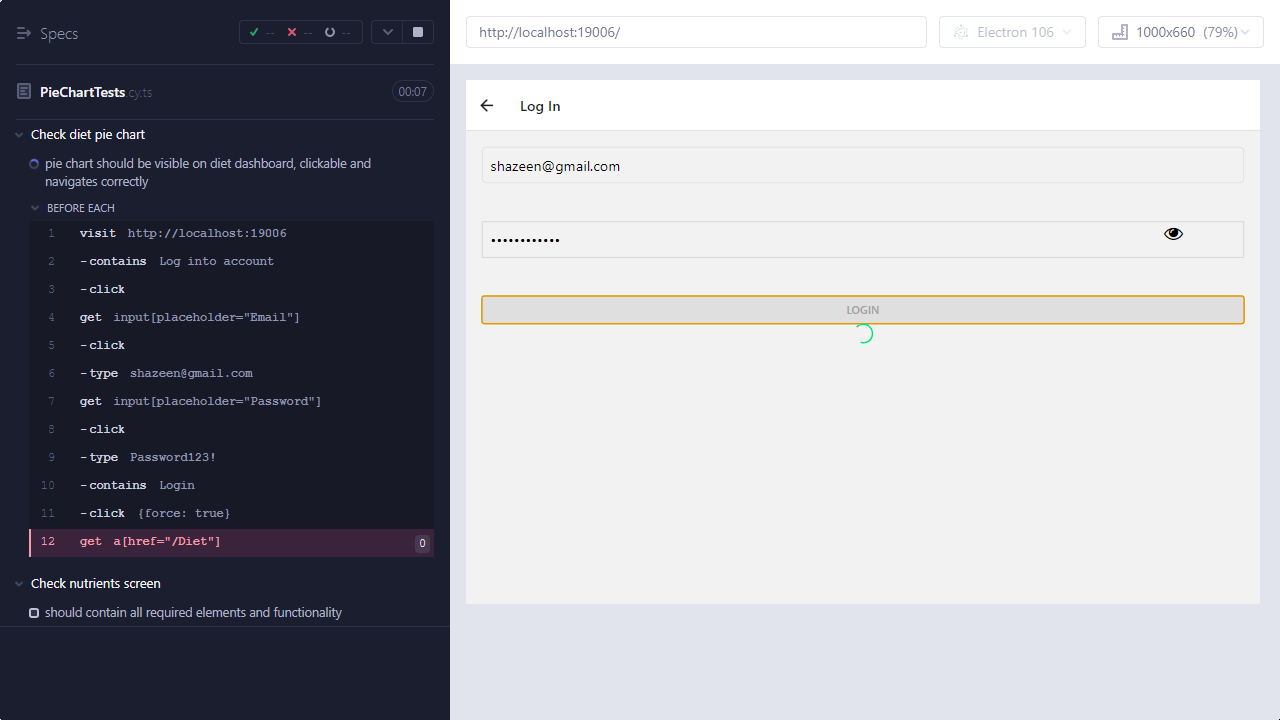 Specs
-- -- --
PieChartTests.cy.ts
00:07
Check diet pie chart
pie chart should be visible on diet dashboard, clickable and
navigates correctly
BEFORE EACH
1 visit http://localhost:19006
2 -contains Log into account
3 -click
4 get input[placeholder="Email"]
5 -click
6 -type shazeen@gmail.com
7 get input[placeholder="Password"]
8 -click
9 -type Password123!
10 -contains Login
11 -click {force: true}
12 get a[href="/Diet"] 0
Check nutrients screen
should contain all required elements and functionality
http://localhost:19006/
Electron 106
1000x660 (79%)
Log In
shazeen@gmail.com
••••••••••••
LOGIN